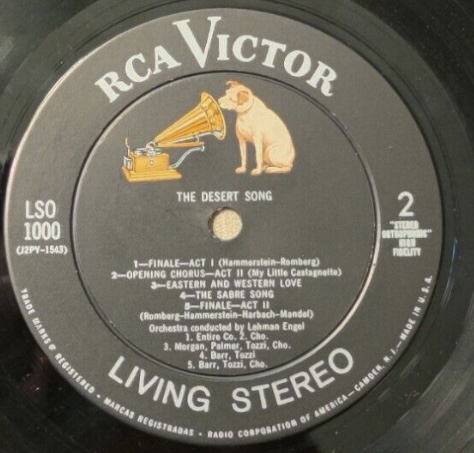 RCA VICTOR
THE DESERT SONG
LSO
1000
(J2PY-1543)
2
"STEREO
ORTHOPHONIC"
HIGH
FIDELITY
1—FINALE—ACT I (Hammerstein-Romberg)
2—OPENING CHORUS—ACT II (My Little Castagnette)
3—EASTERN AND WESTERN LOVE
4—THE SABRE SONG
5—FINALE—ACT II
(Romberg-Hammerstein-Harbach-Mandel)
Orchestra conducted by Lehman Engel
1. Entire Co. 2. Cho.
3. Morgan, Palmer, Tozzi, Cho.
4. Barr, Tozzi
5. Barr, Tozzi, Cho.
LIVING STEREO
TRADE MARKS ® REGISTERED • MARCAS REGISTRADAS • RADIO CORPORATION OF AMERICA—CAMDEN, N.J.—MADE IN U.S.A.